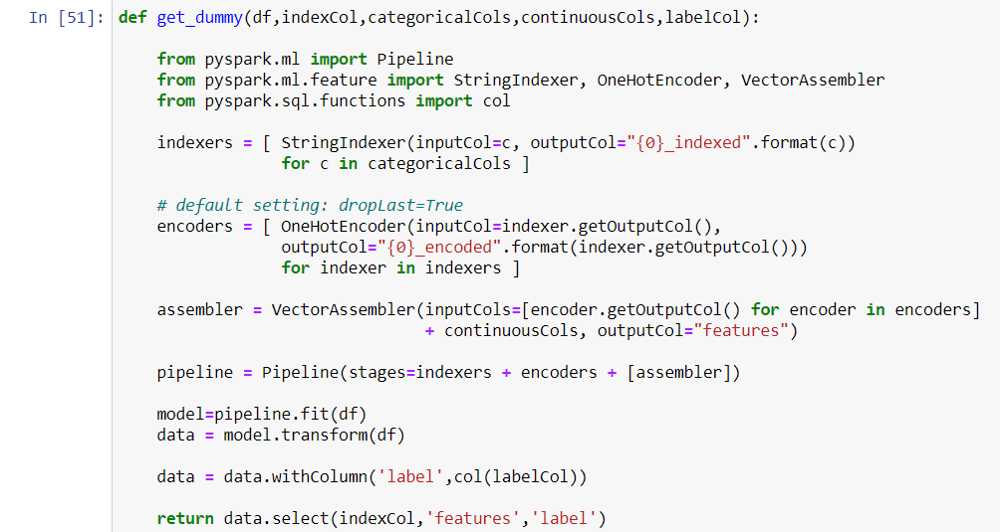 In [51]: def get_dummy(df,indexCol,categoricalCols,continuousCols,labelCol):
from pyspark.ml import Pipeline
from pyspark.ml.feature import StringIndexer, OneHotEncoder, VectorAssembler
from pyspark.sql.functions import col
indexers = [ StringIndexer(inputCol=c, outputCol="{0}_indexed".format(c))
for c in categoricalCols ]
# default setting: dropLast=True
encoders = [ OneHotEncoder(inputCol=indexer.getOutputCol(),
outputCol="{0}_encoded".format(indexer.getOutputCol()))
for indexer in indexers ]
assembler = VectorAssembler(inputCols=[encoder.getOutputCol() for encoder in encoders]
+ continuousCols, outputCol="features")
pipeline = Pipeline(stages=indexers + encoders + [assembler])
model=pipeline.fit(df)
data = model.transform(df)
data = data.withColumn('label',col(labelCol))
return data.select(indexCol,'features','label')